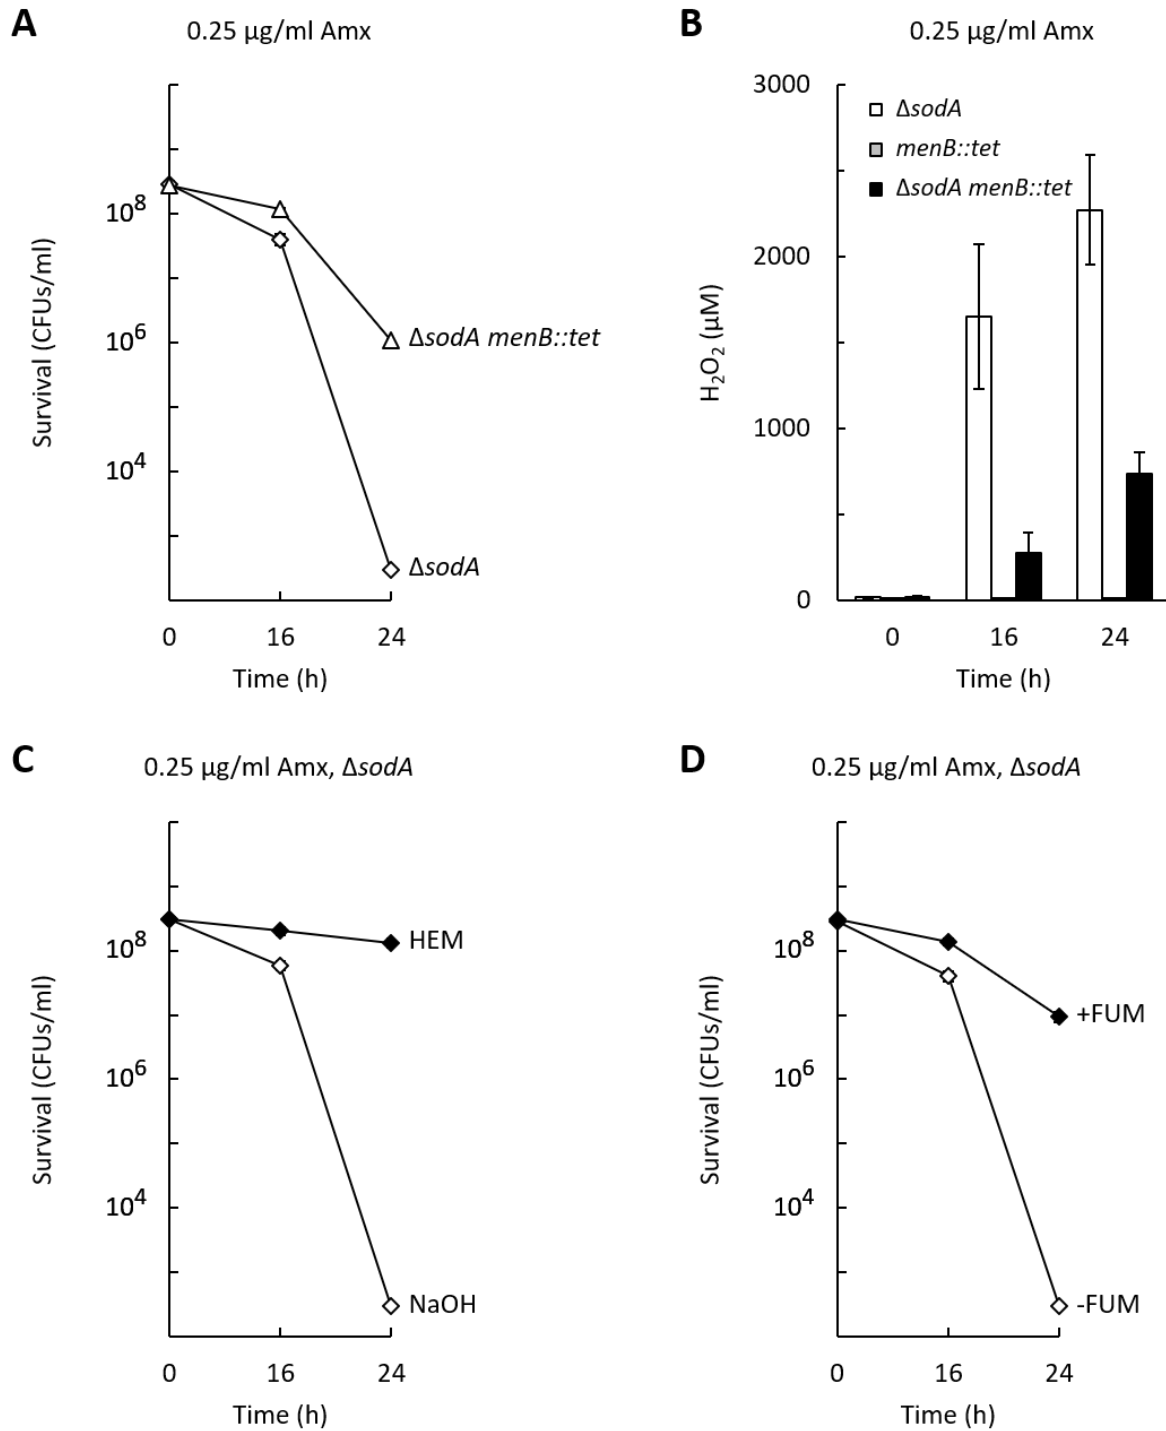 A
0.25 µg/ml Amx
Survival (CFUs/ml)
10⁸
10⁶
10⁴
ΔsodA menB::tet
ΔsodA
0 16 24
Time (h)
B
0.25 µg/ml Amx
H₂O₂ (µM)
3000
2000
1000
0
ΔsodA
menB::tet
ΔsodA menB::tet
0 16 24
Time (h)
C
0.25 µg/ml Amx, ΔsodA
Survival (CFUs/ml)
10⁸
10⁶
10⁴
HEM
NaOH
0 16 24
Time (h)
D
0.25 µg/ml Amx, ΔsodA
Survival (CFUs/ml)
10⁸
10⁶
10⁴
+FUM
-FUM
0 16 24
Time (h)